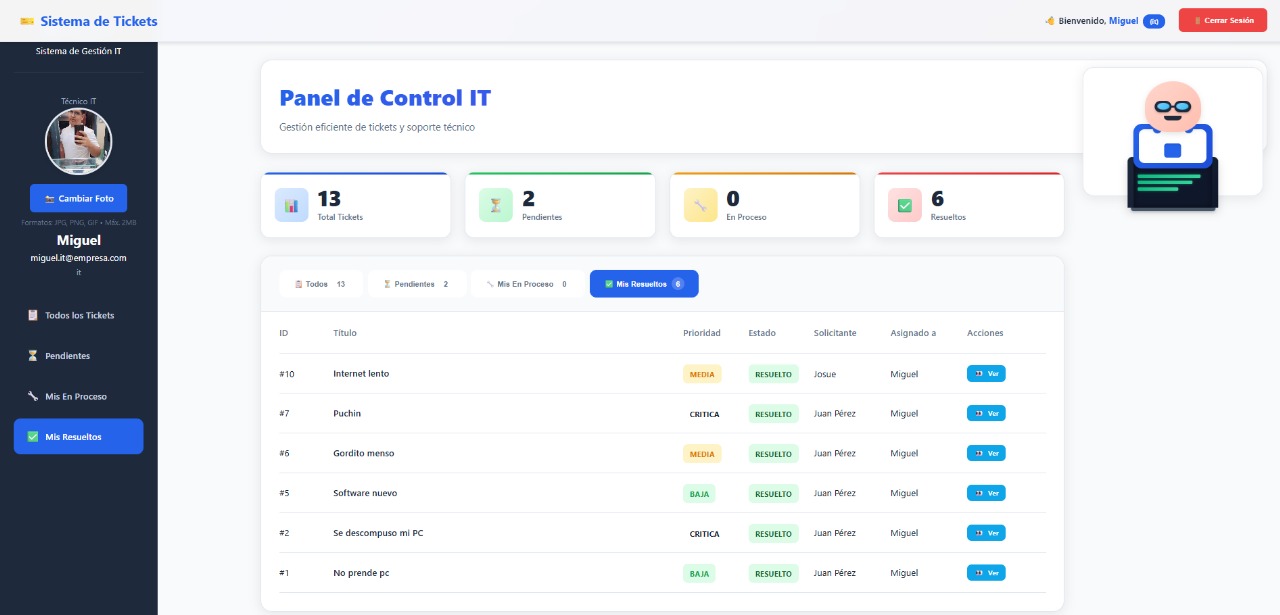 Sistema de Tickets
Bienvenido, Miguel (it)
Cerrar Sesión
Sistema de Gestión IT
Técnico IT
Cambiar Foto
Formatos: JPG, PNG, GIF • Máx. 2MB
Miguel
miguel.it@empresa.com
it
Todos los Tickets
Pendientes
Mis En Proceso
Mis Resueltos
Panel de Control IT
Gestión eficiente de tickets y soporte técnico
13
Total Tickets
2
Pendientes
0
En Proceso
6
Resueltos
Todos 13
Pendientes 2
Mis En Proceso 0
Mis Resueltos 6
ID Título Prioridad Estado Solicitante Asignado a Acciones
#10 Internet lento MEDIA RESUELTO Josue Miguel Ver
#7 Puchin CRITICA RESUELTO Juan Pérez Miguel Ver
#6 Gordito menso MEDIA RESUELTO Juan Pérez Miguel Ver
#5 Software nuevo BAJA RESUELTO Juan Pérez Miguel Ver
#2 Se descompuso mi PC CRITICA RESUELTO Juan Pérez Miguel Ver
#1 No prende pc BAJA RESUELTO Juan Pérez Miguel Ver